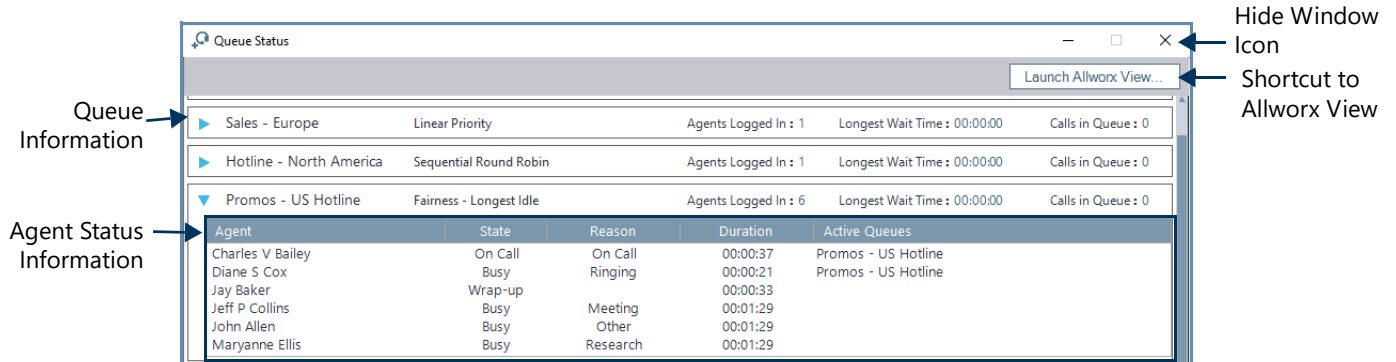 Hide Window
Icon
Queue Status
Launch Allworx View...
Shortcut to
Allworx View
Queue
Information
Sales - Europe Linear Priority Agents Logged In : 1 Longest Wait Time : 00:00:00 Calls in Queue : 0
Hotline - North America Sequential Round Robin Agents Logged In : 1 Longest Wait Time : 00:00:00 Calls in Queue : 0
Promos - US Hotline Fairness - Longest Idle Agents Logged In : 6 Longest Wait Time : 00:00:00 Calls in Queue : 0
Agent Status
Information
Agent State Reason Duration Active Queues
Charles V Bailey On Call On Call 00:00:37 Promos - US Hotline
Diane S Cox Busy Ringing 00:00:21 Promos - US Hotline
Jay Baker Wrap-up 00:00:33
Jeff P Collins Busy Meeting 00:01:29
John Allen Busy Other 00:01:29
Maryanne Ellis Busy Research 00:01:29